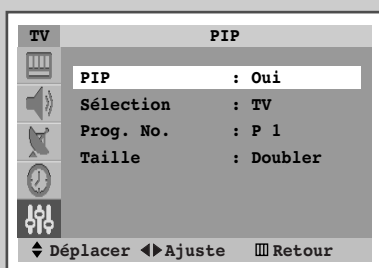 TV PIP
PIP : Oui
Sélection : TV
Prog. No. : P 1
Taille : Doubler
Déplacer Ajuste Retour